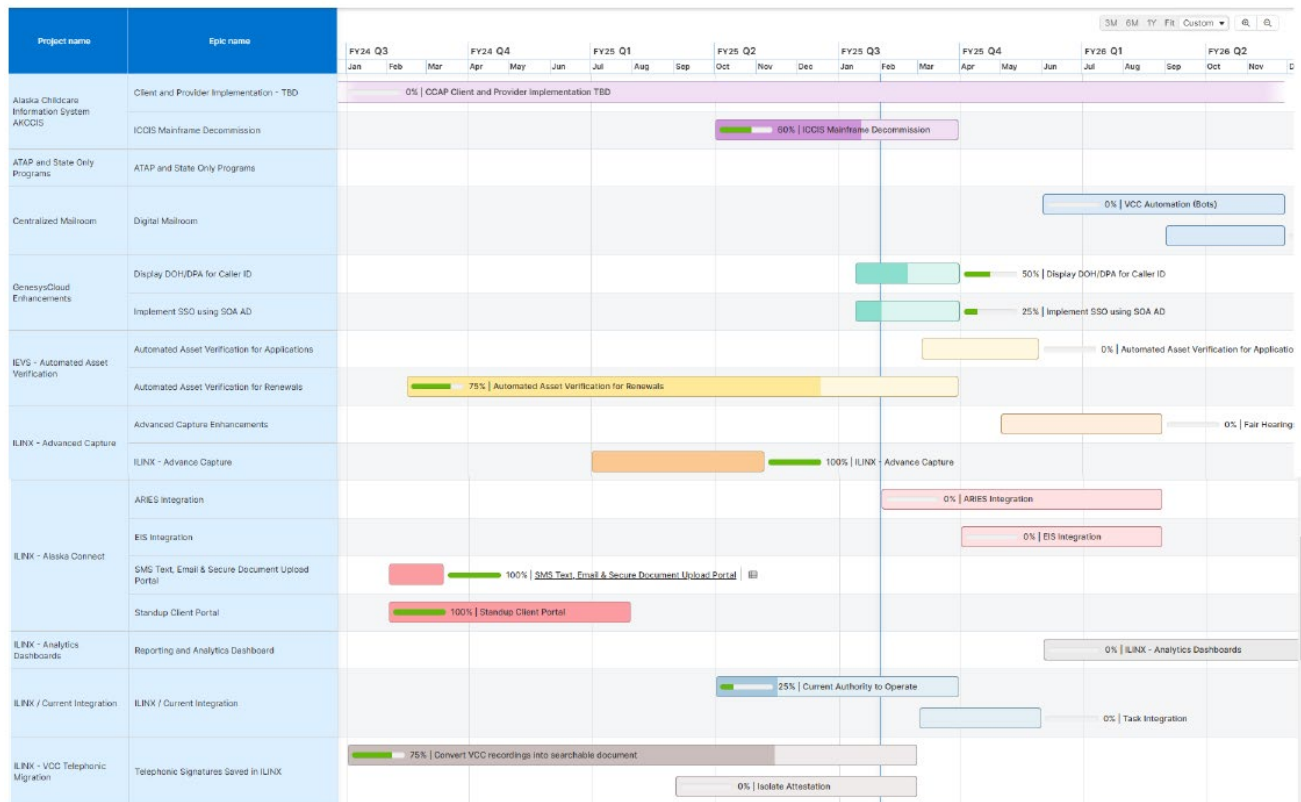 3M 6M 1Y Fit Custom
Project name Epic name
FY24 Q3 FY24 Q4 FY25 Q1 FY25 Q2 FY25 Q3 FY25 Q4 FY26 Q1 FY26 Q2
Jan Feb Mar Apr May Jun Jul Aug Sep Oct Nov Dec Jan Feb Mar Apr May Jun Jul Aug Sep Oct Nov D
Alaska Childcare
Information System
AKCCIS
Client and Provider Implementation - TBD
0% | CCAP Client and Provider Implementation TBD
ICCIS Mainframe Decommission
60% | ICCIS Mainframe Decommission
ATAP and State Only
Programs
ATAP and State Only Programs
Centralized Mailroom
Digital Mailroom
0% | VCC Automation (Bots)
GenesysCloud
Enhancements
Display DOH/DPA for Caller ID
50% | Display DOH/DPA for Caller ID
Implement SSO using SOA AD
25% | Implement SSO using SOA AD
IEVS - Automated Asset
Verification
Automated Asset Verification for Applications
0% | Automated Asset Verification for Applicatio
Automated Asset Verification for Renewals
75% | Automated Asset Verification for Renewals
ILINX - Advanced Capture
Advanced Capture Enhancements
0% | Fair Hearing
ILINX - Advance Capture
100% | ILINX - Advance Capture
ILINX - Alaska Connect
ARIES Integration
0% | ARIES Integration
EIS Integration
0% | EIS Integration
SMS Text, Email & Secure Document Upload
Portal
100% | SMS Text, Email & Secure Document Upload Portal
Standup Client Portal
100% | Standup Client Portal
ILINX - Analytics
Dashboards
Reporting and Analytics Dashboard
0% | ILINX - Analytics Dashboards
ILINX / Current Integration
ILINX / Current Integration
25% | Current Authority to Operate
0% | Task Integration
ILINX - VCC Telephonic
Migration
Telephonic Signatures Saved in ILINX
75% | Convert VCC recordings into searchable document
0% | Isolate Attestation